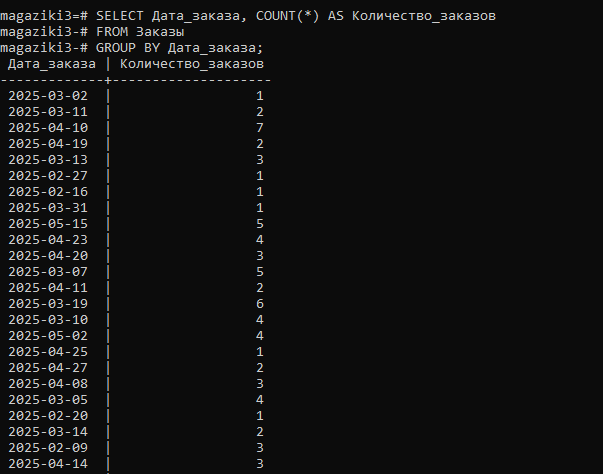 magaziki3=# SELECT Дата_заказа, COUNT(*) AS Количество_заказов
magaziki3-# FROM Заказы
magaziki3-# GROUP BY Дата_заказа;
 Дата_заказа | Количество_заказов
-------------+--------------------
 2025-03-02  |                  1
 2025-03-11  |                  2
 2025-04-10  |                  7
 2025-04-19  |                  2
 2025-03-13  |                  3
 2025-02-27  |                  1
 2025-02-16  |                  1
 2025-03-31  |                  1
 2025-05-15  |                  5
 2025-04-23  |                  4
 2025-04-20  |                  3
 2025-03-07  |                  5
 2025-04-11  |                  2
 2025-03-19  |                  6
 2025-03-10  |                  4
 2025-05-02  |                  4
 2025-04-25  |                  1
 2025-04-27  |                  2
 2025-04-08  |                  3
 2025-03-05  |                  4
 2025-02-20  |                  1
 2025-03-14  |                  2
 2025-02-09  |                  3
 2025-04-14  |                  3